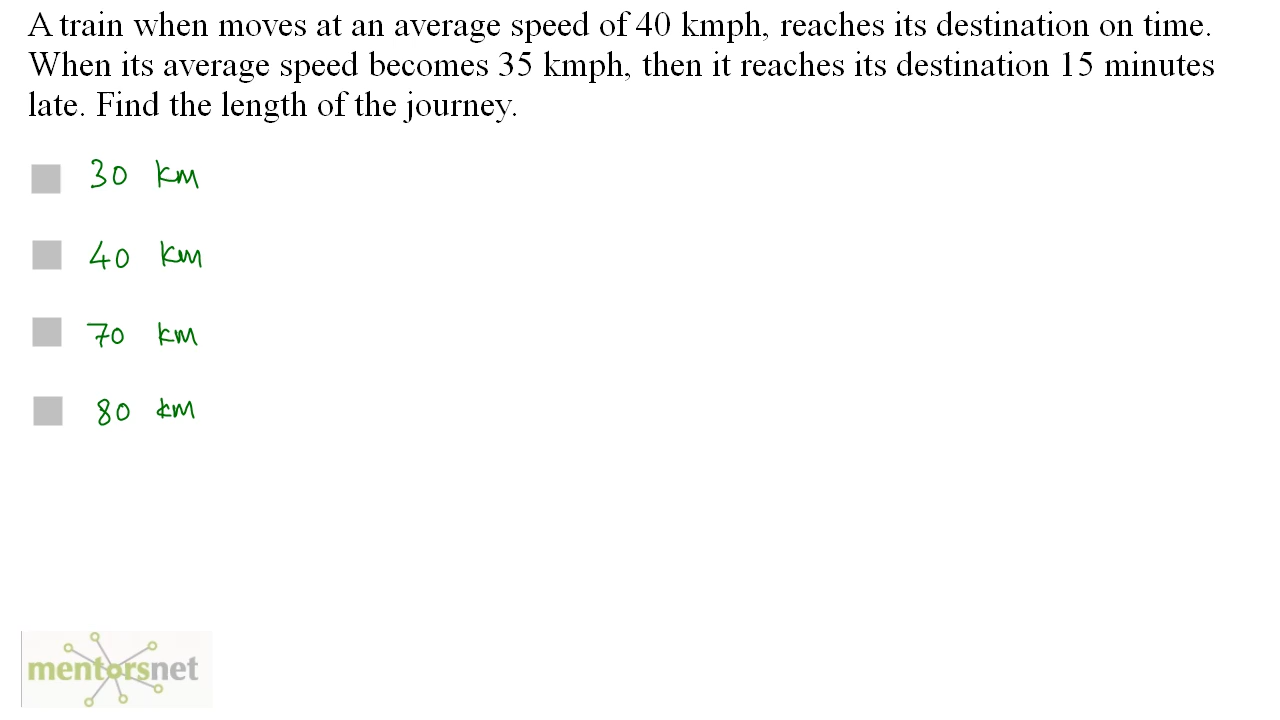 A train when moves at an average speed of 40 kmph, reaches its destination on time.
When its average speed becomes 35 kmph, then it reaches its destination 15 minutes
late. Find the length of the journey.
30 km
40 km
70 km
80 km
mentorsnet